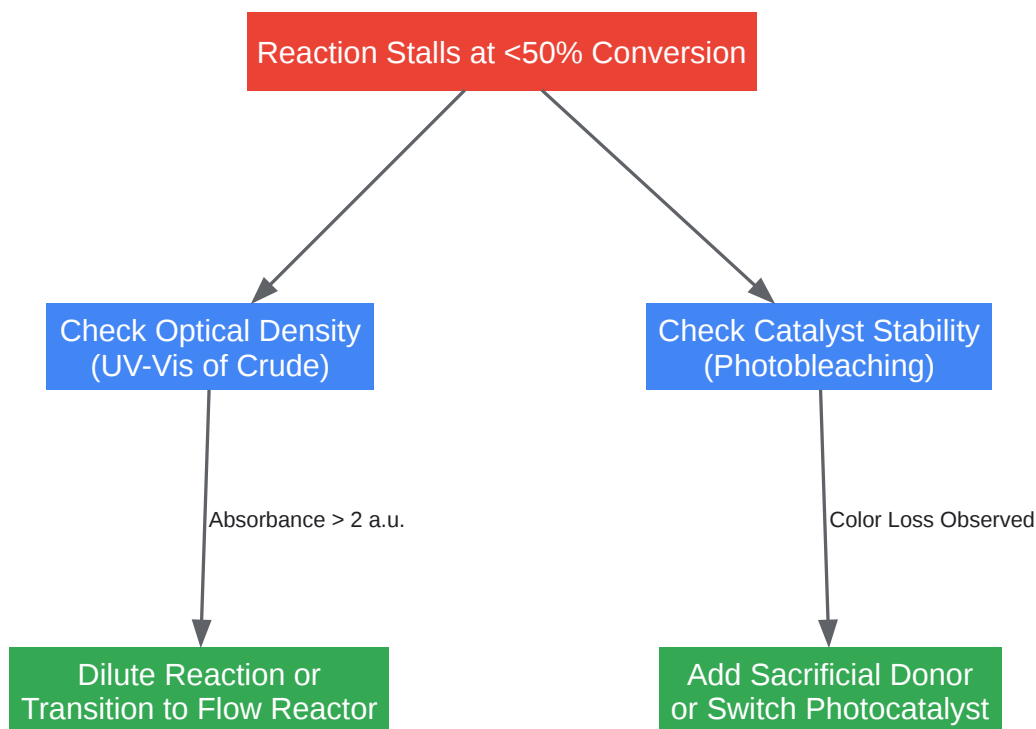 Reaction Stalls at <50% Conversion
Check Optical Density
(UV-Vis of Crude)
Check Catalyst Stability
(Photobleaching)
Absorbance > 2 a.u.
Color Loss Observed
Dilute Reaction or
Transition to Flow Reactor
Add Sacrificial Donor
or Switch Photocatalyst